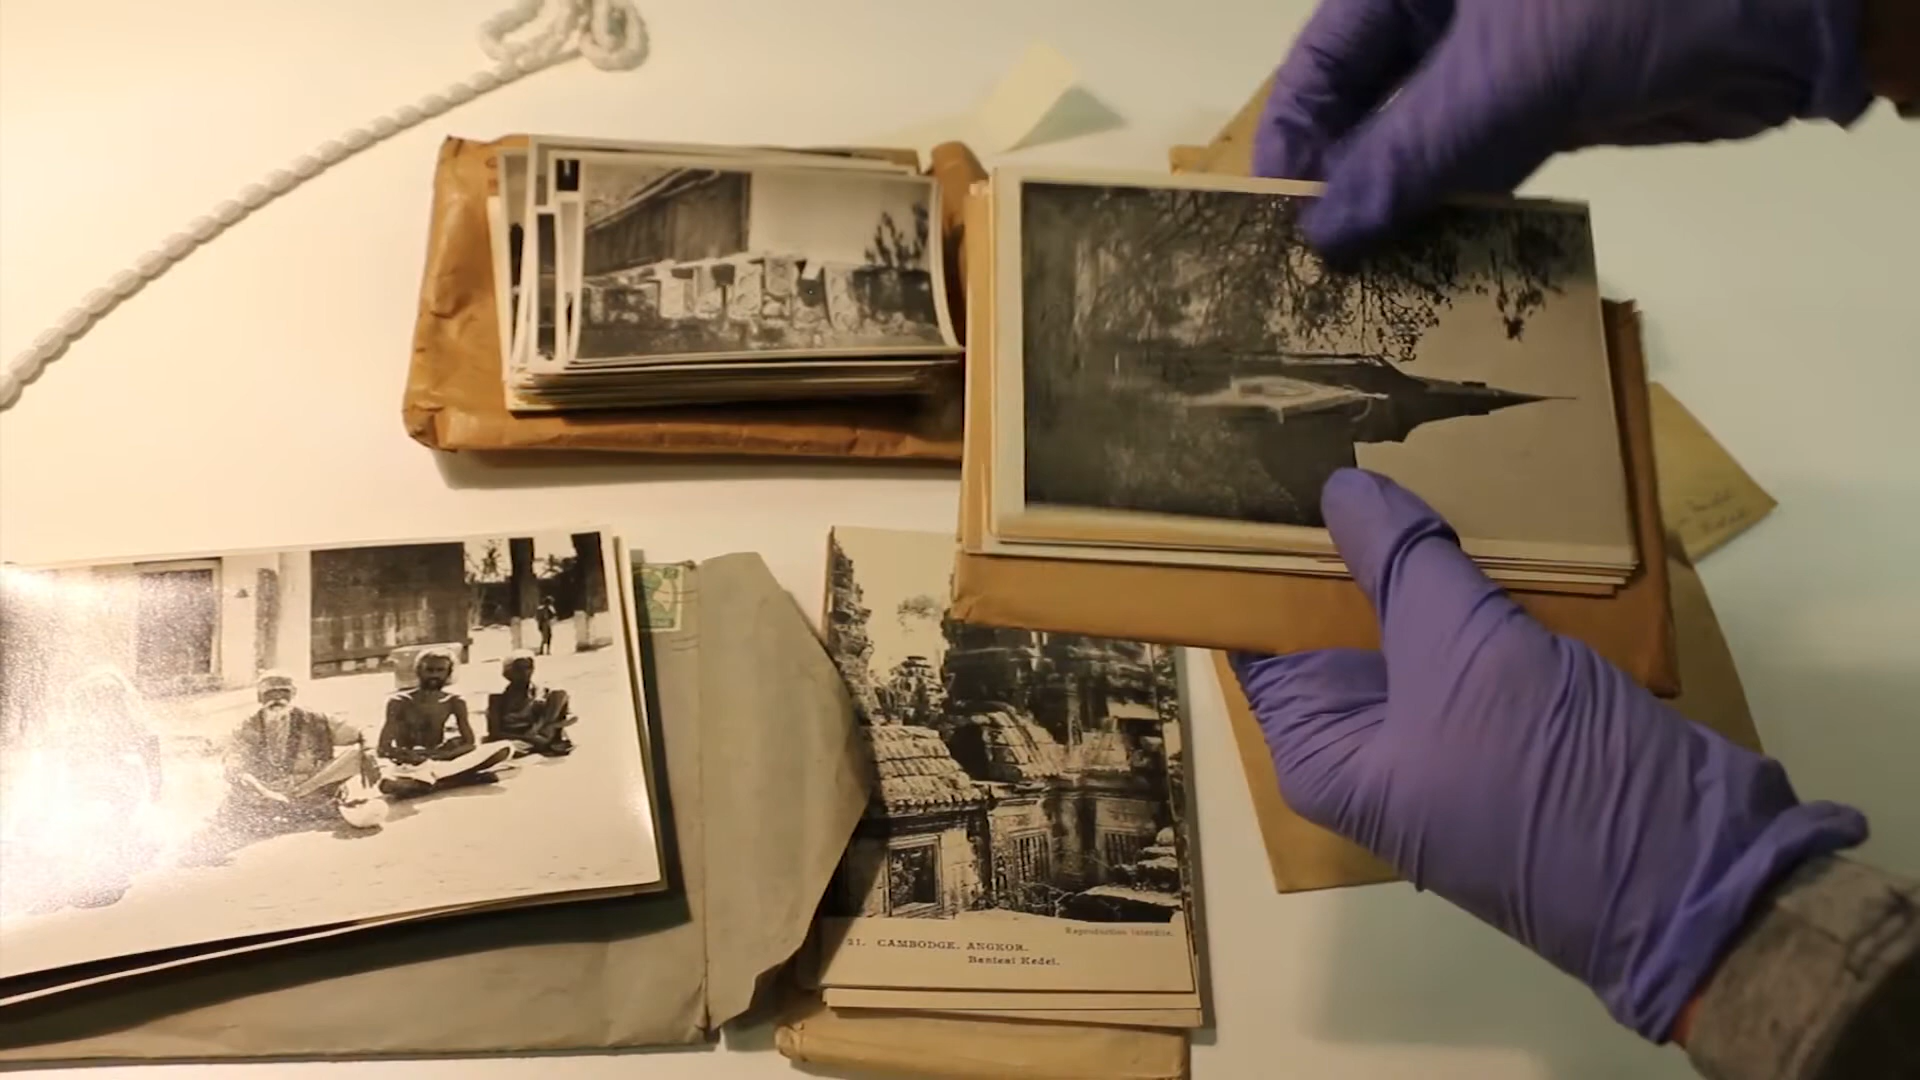 Reproduction interdite.
21. CAMBODGE. ANGKOR.
Banteai Kedei.